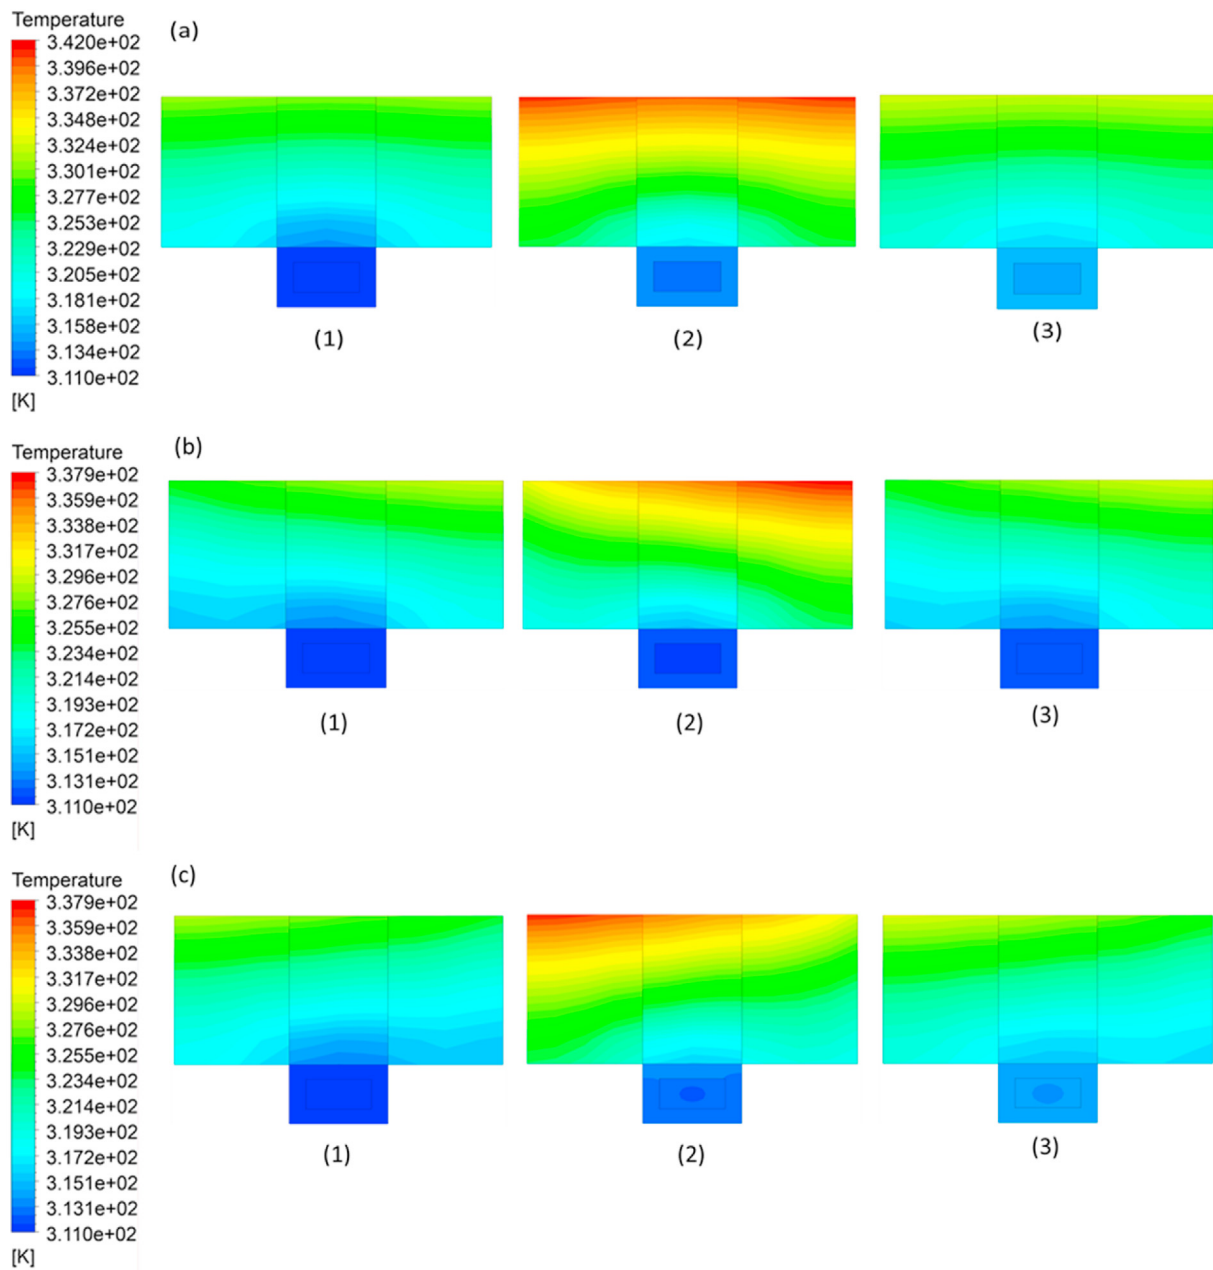 Temperature
(a)
3.420e+02
3.396e+02
3.372e+02
3.348e+02
3.324e+02
3.301e+02
3.277e+02
3.253e+02
3.229e+02
3.205e+02
3.181e+02
3.158e+02
3.134e+02
3.110e+02
[K]
(1)
(2)
(3)
Temperature
(b)
3.379e+02
3.359e+02
3.338e+02
3.317e+02
3.296e+02
3.276e+02
3.255e+02
3.234e+02
3.214e+02
3.193e+02
3.172e+02
3.151e+02
3.131e+02
3.110e+02
[K]
(1)
(2)
(3)
Temperature
(c)
3.379e+02
3.359e+02
3.338e+02
3.317e+02
3.296e+02
3.276e+02
3.255e+02
3.234e+02
3.214e+02
3.193e+02
3.172e+02
3.151e+02
3.131e+02
3.110e+02
[K]
(1)
(2)
(3)